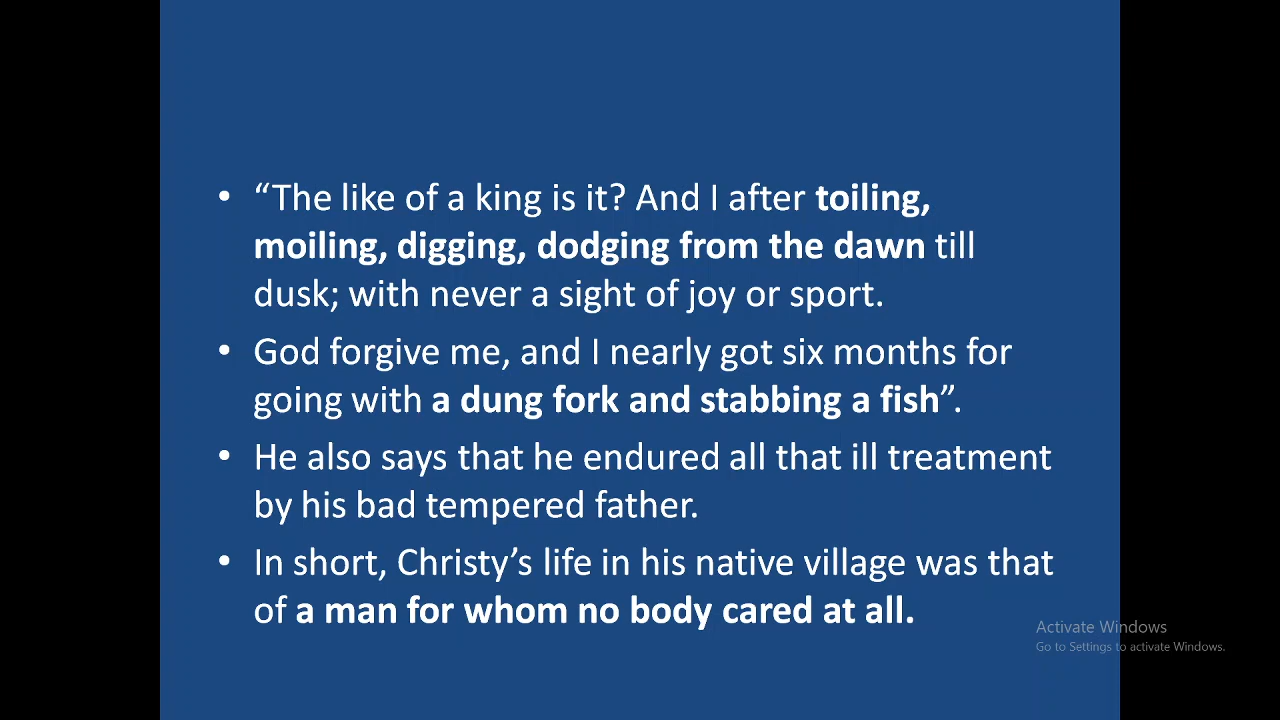 • “The like of a king is it? And I after toiling,
moiling, digging, dodging from the dawn till
dusk; with never a sight of joy or sport.
• God forgive me, and I nearly got six months for
going with a dung fork and stabbing a fish”.
• He also says that he endured all that ill treatment
by his bad tempered father.
• In short, Christy’s life in his native village was that
of a man for whom no body cared at all.
Activate Windows
Go to Settings to activate Windows.